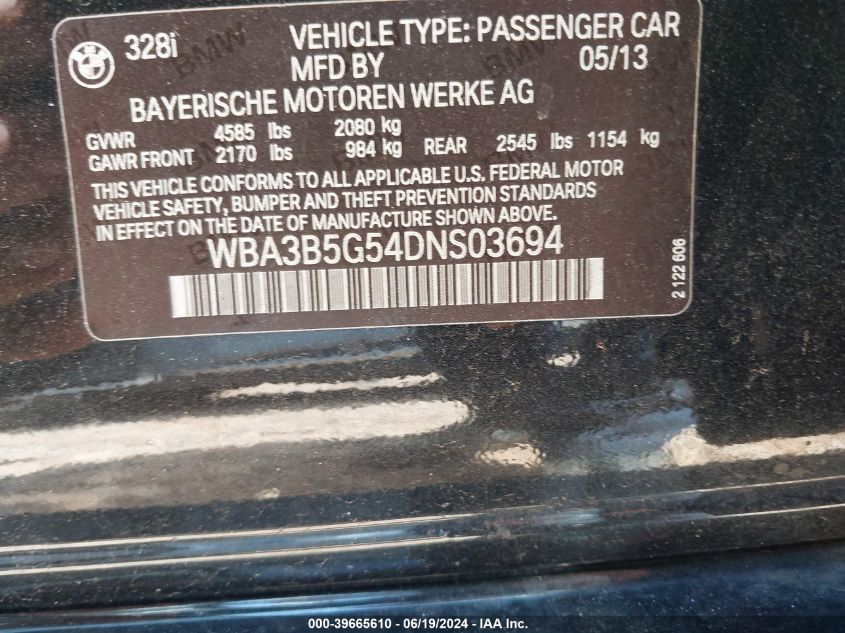 328i VEHICLE TYPE: PASSENGER CAR
MFD BY 05/13
BAYERISCHE MOTOREN WERKE AG
GVWR 4585 lbs 2080 kg
GAWR FRONT 2170 lbs 984 kg REAR 2545 lbs 1154 kg
THIS VEHICLE CONFORMS TO ALL APPLICABLE U.S. FEDERAL MOTOR
VEHICLE SAFETY, BUMPER AND THEFT PREVENTION STANDARDS
IN EFFECT ON THE DATE OF MANUFACTURE SHOWN ABOVE.
WBA3B5G54DNS03694
2 122 606
000-39665610 - 06/19/2024 - IAA, Inc.